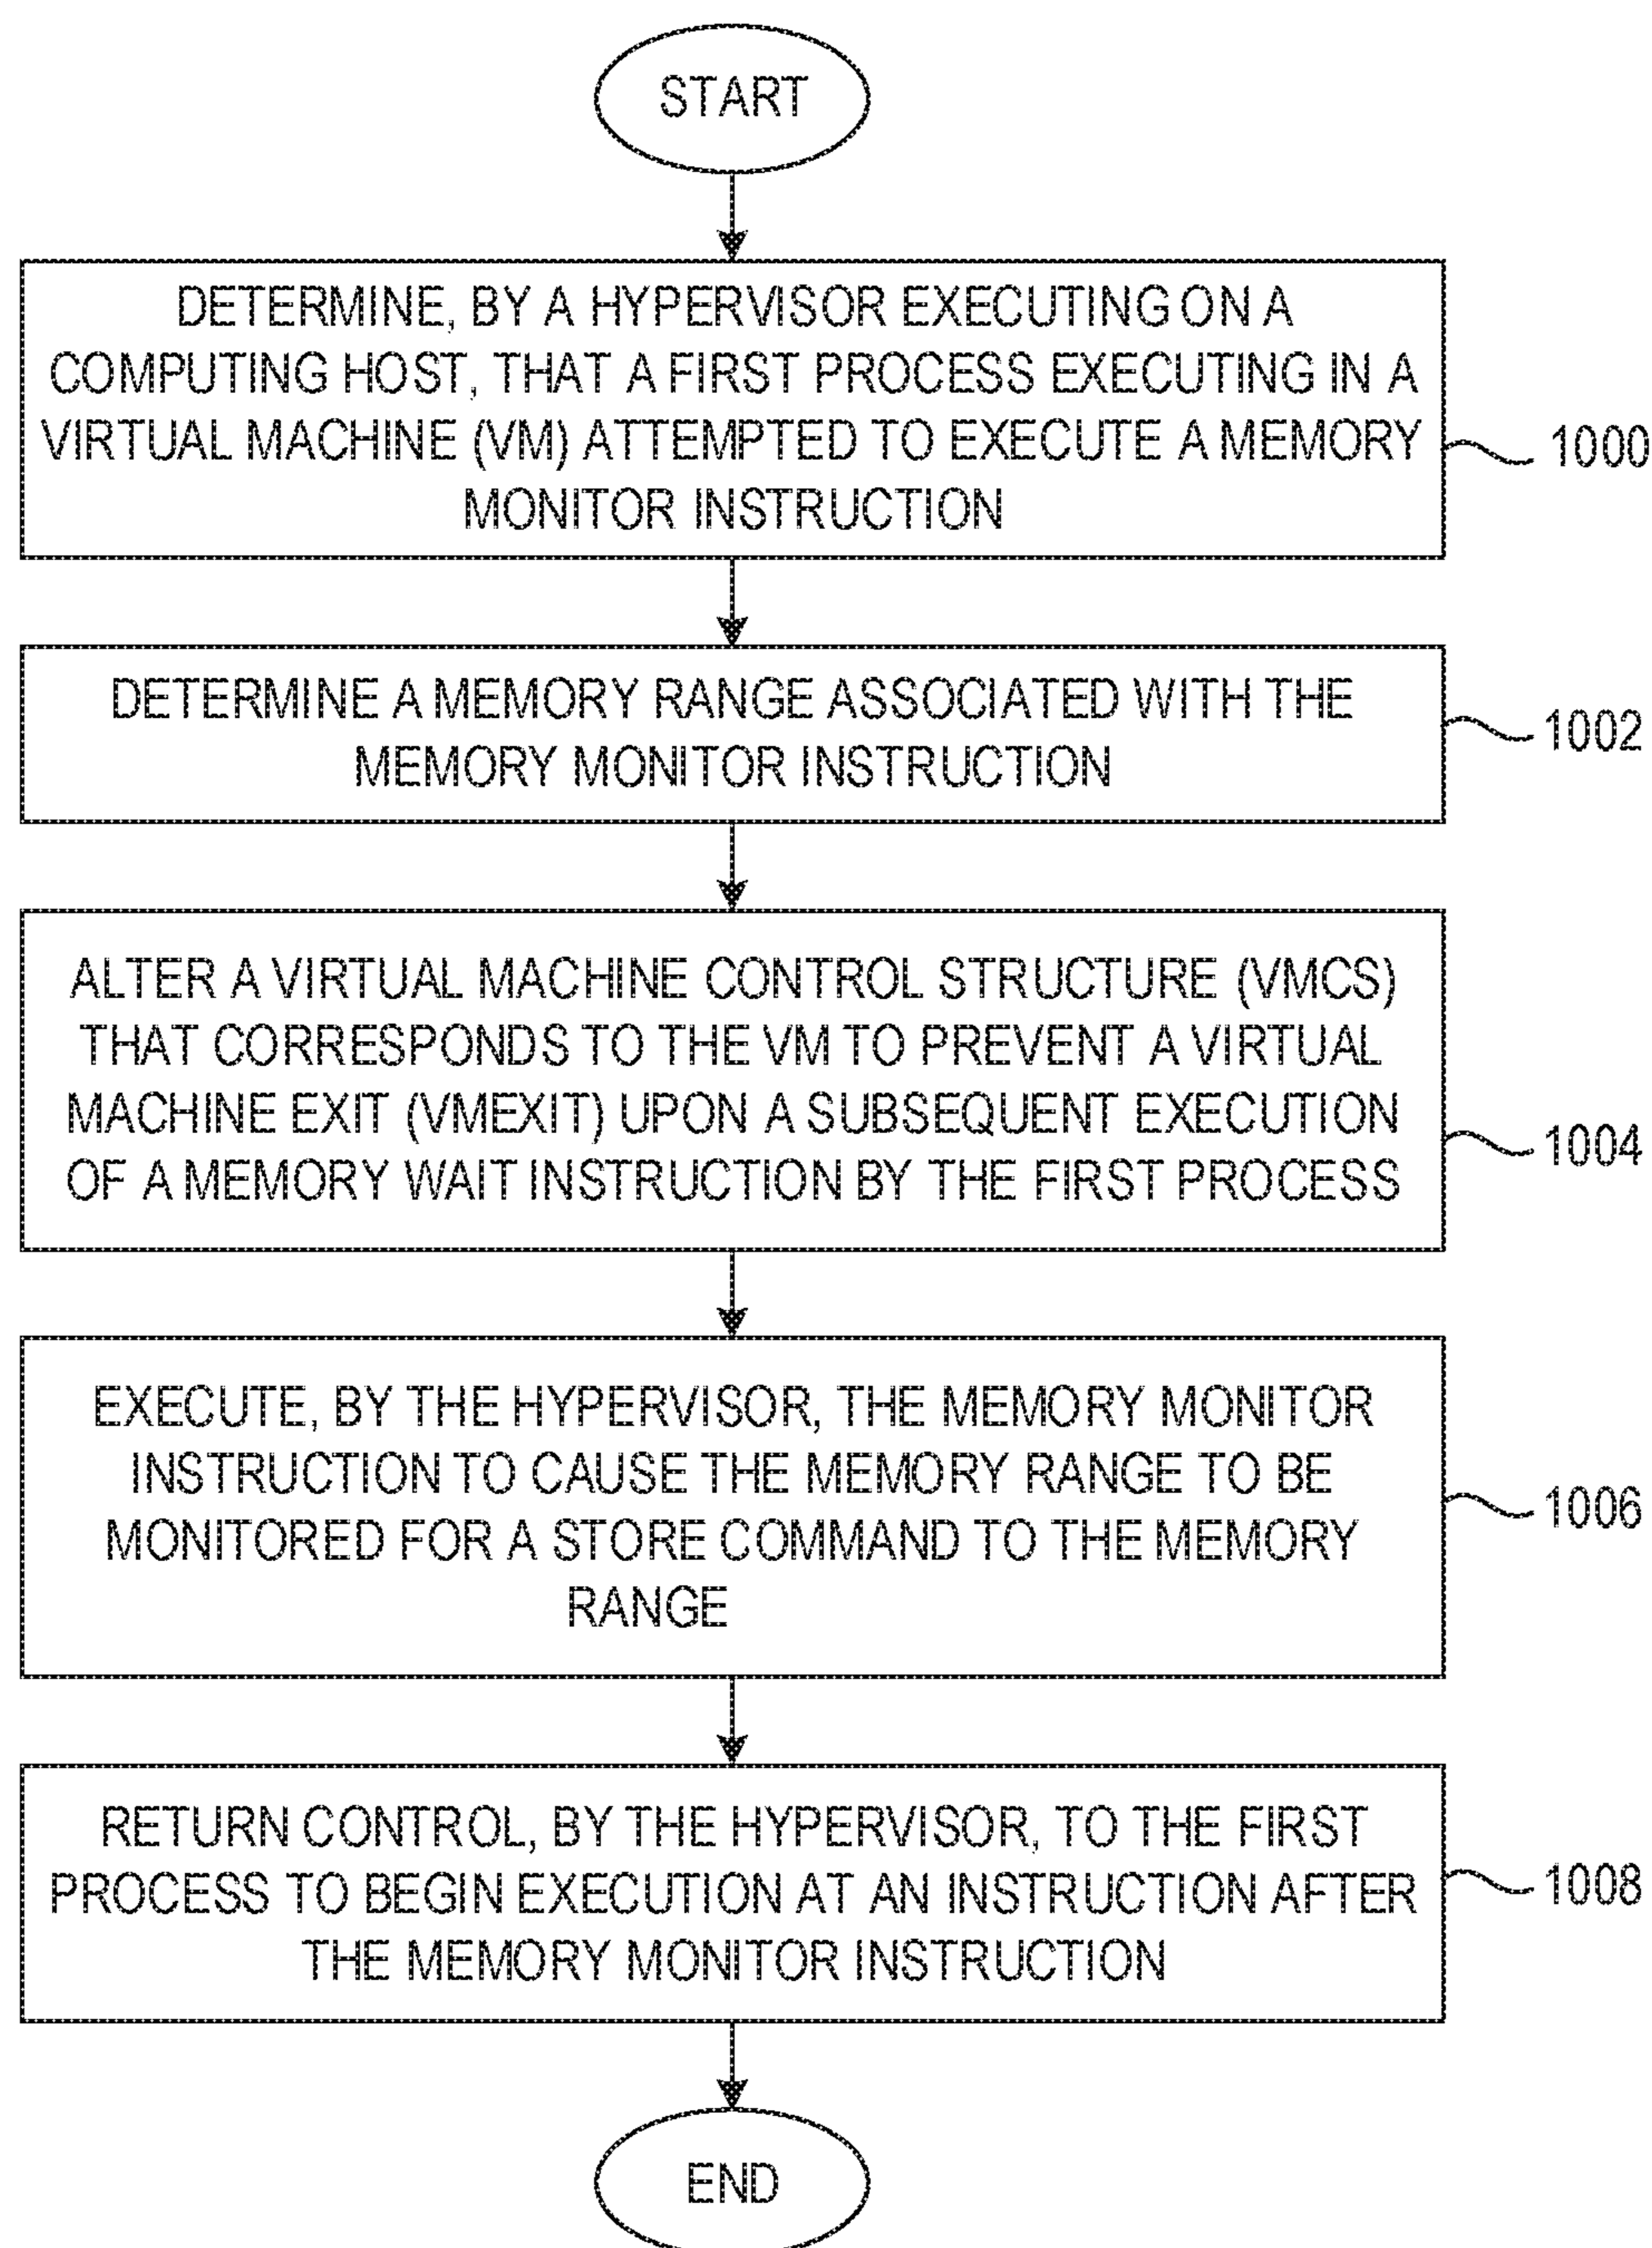 START
DETERMINE, BY A HYPERVISOR EXECUTING ON A
COMPUTING HOST, THAT A FIRST PROCESS EXECUTING IN A
VIRTUAL MACHINE (VM) ATTEMPTED TO EXECUTE A MEMORY
MONITOR INSTRUCTION
1000
DETERMINE A MEMORY RANGE ASSOCIATED WITH THE
MEMORY MONITOR INSTRUCTION
1002
ALTER A VIRTUAL MACHINE CONTROL STRUCTURE (VMCS)
THAT CORRESPONDS TO THE VM TO PREVENT A VIRTUAL
MACHINE EXIT (VMEXIT) UPON A SUBSEQUENT EXECUTION
OF A MEMORY WAIT INSTRUCTION BY THE FIRST PROCESS
1004
EXECUTE, BY THE HYPERVISOR, THE MEMORY MONITOR
INSTRUCTION TO CAUSE THE MEMORY RANGE TO BE
MONITORED FOR A STORE COMMAND TO THE MEMORY
RANGE
1006
RETURN CONTROL, BY THE HYPERVISOR, TO THE FIRST
PROCESS TO BEGIN EXECUTION AT AN INSTRUCTION AFTER
THE MEMORY MONITOR INSTRUCTION
1008
END